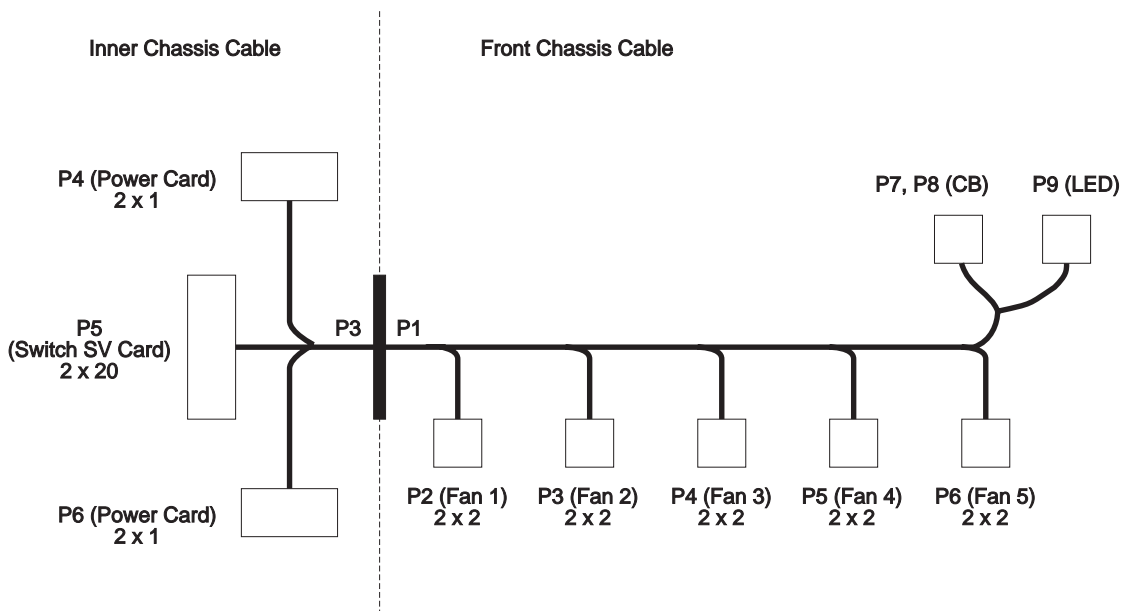 Inner Chassis Cable
Front Chassis Cable
P4 (Power Card)
2 x 1
P7, P8 (CB)
P9 (LED)
P5
(Switch SV Card)
2 x 20
P3
P1
P6 (Power Card)
2 x 1
P2 (Fan 1)
2 x 2
P3 (Fan 2)
2 x 2
P4 (Fan 3)
2 x 2
P5 (Fan 4)
2 x 2
P6 (Fan 5)
2 x 2